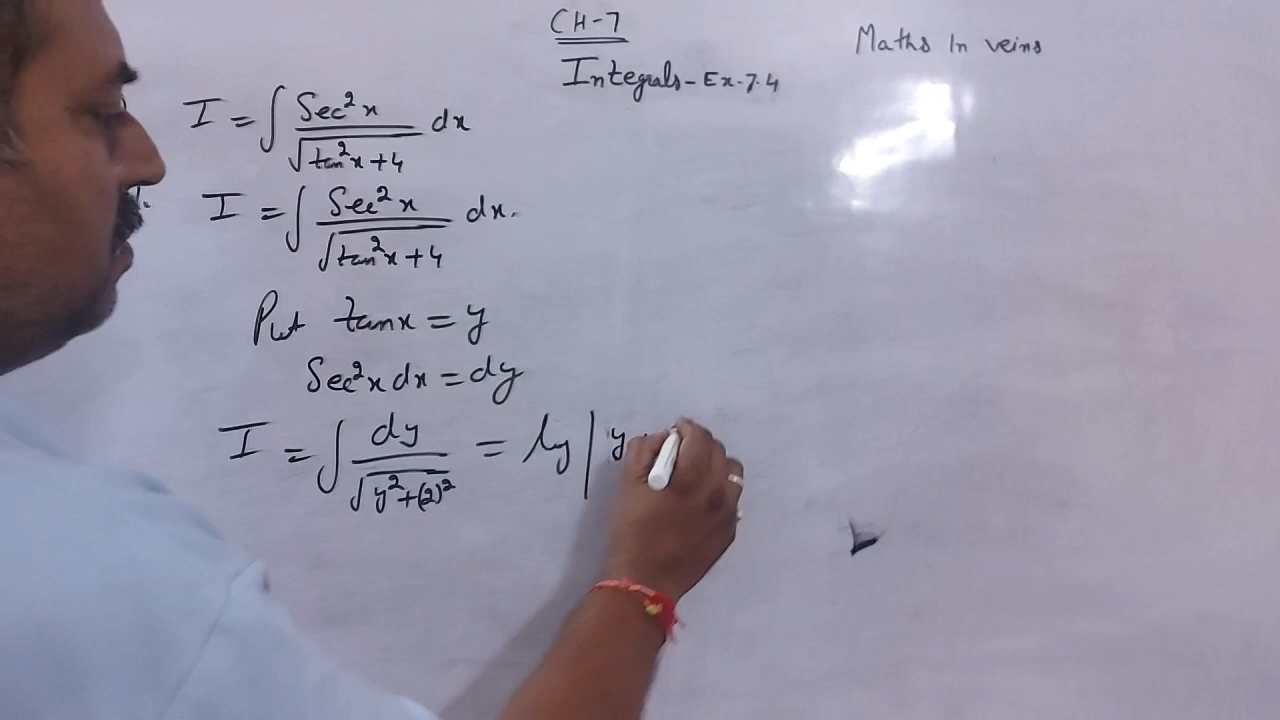 CH-7
Integrals - Ex-7.4
Maths In veins
I = ∫ Sec²x / √(tan²x + 4) dx
I = ∫ Sec²x / √(tan²x + 4) dx.
Put tanx = y
Sec²x dx = dy
I = ∫ dy / √(y² + (2)²) = log | y